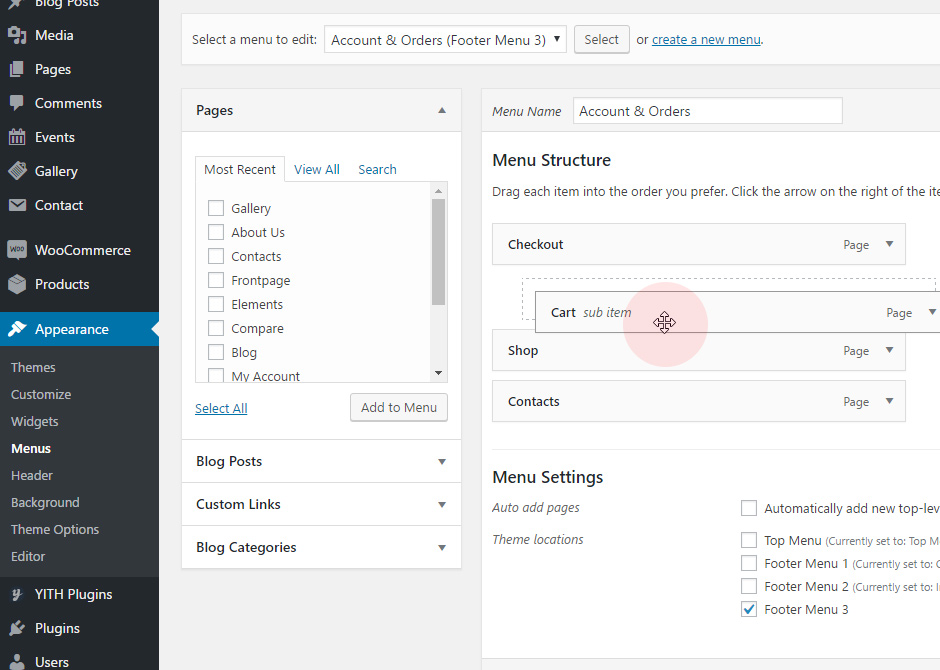 Blog Posts
Media
Pages
Comments
Events
Gallery
Contact
WOO
WooCommerce
Products
Appearance
Themes
Customize
Widgets
Menus
Header
Background
Theme Options
Editor
YITH Plugins
Plugins
Users
Select a menu to edit: Account & Orders (Footer Menu 3) Select or create a new menu.
Pages
Most Recent View All Search
Gallery
About Us
Contacts
Frontpage
Elements
Compare
Blog
My Account
Select All Add to Menu
Blog Posts
Custom Links
Blog Categories
Menu Name Account & Orders
Menu Structure
Drag each item into the order you prefer. Click the arrow on the right of the ite
Checkout Page
Cart sub item Page
Shop Page
Contacts Page
Menu Settings
Auto add pages Automatically add new top-lev
Theme locations Top Menu (Currently set to: Top M
Footer Menu 1 (Currently set to:
Footer Menu 2 (Currently set to:
Footer Menu 3